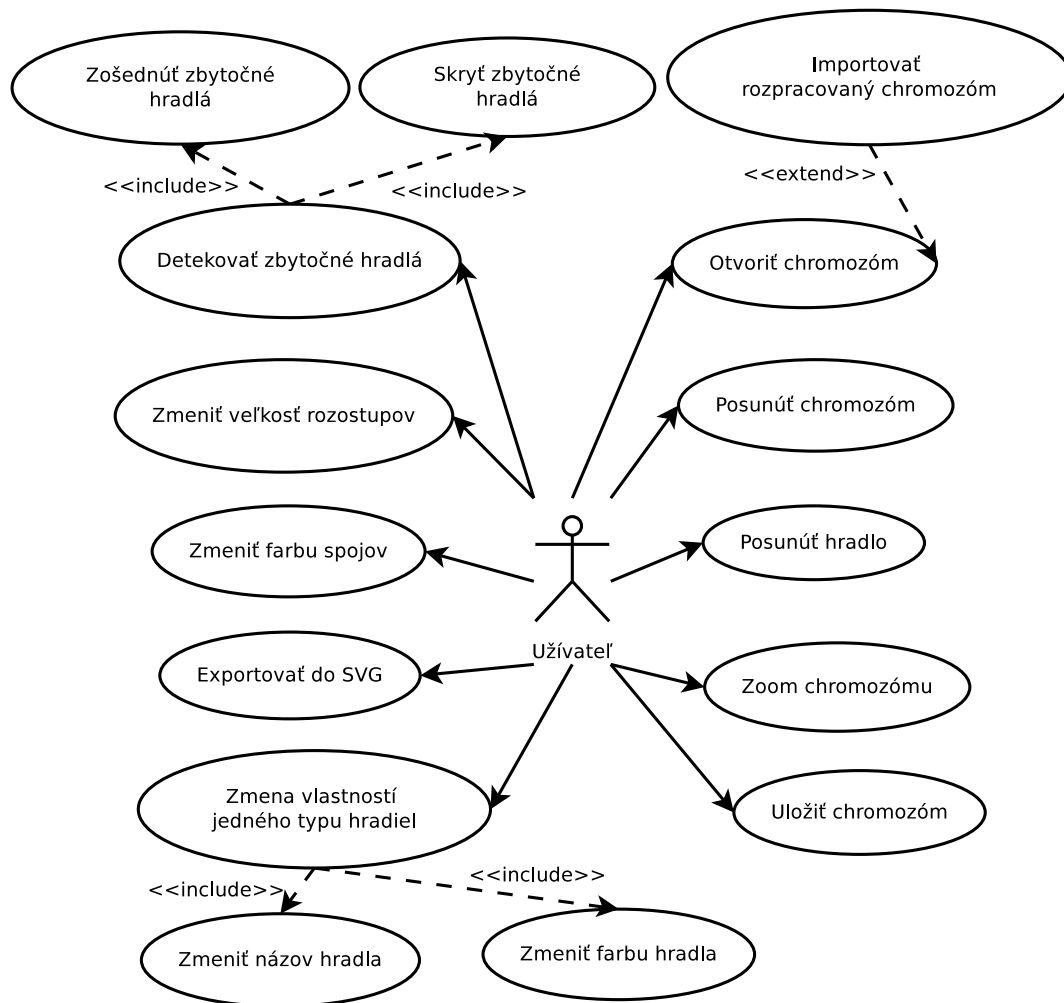 Zošednúť zbytočné
hradlá
Skryť zbytočné
hradlá
Importovať
rozpracovaný chromozóm
<<include>>
<<include>>
<<extend>>
Detekovať zbytočné hradlá
Otvoriť chromozóm
Zmeniť veľkosť rozostupov
Posunúť chromozóm
Zmeniť farbu spojov
Posunúť hradlo
Užívateľ
Exportovať do SVG
Zoom chromozómu
Zmena vlastností
jedného typu hradiel
Uložiť chromozóm
<<include>>
<<include>>
Zmeniť názov hradla
Zmeniť farbu hradla